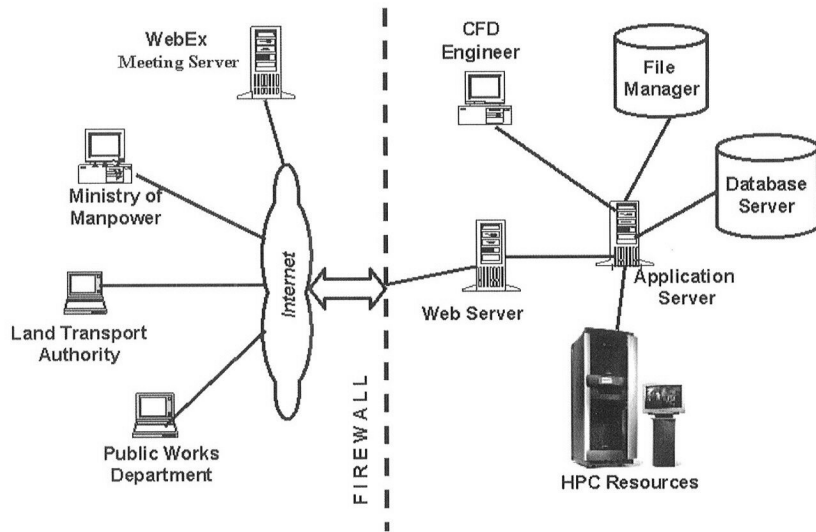 WebEx
Meeting Server
Ministry of
Manpower
Land Transport
Authority
Public Works
Department
Internet
FIREWALL
CFD
Engineer
File
Manager
Database
Server
Web Server
Application
Server
HPC Resources